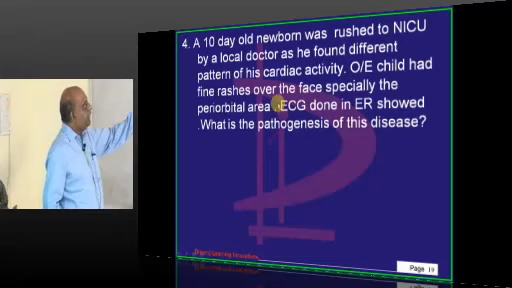 4. A 10 day old newborn was rushed to NICU
by a local doctor as he found different
pattern of his cardiac activity. O/E child had
fine rashes over the face specially the
periorbital area .ECG done in ER showed
.What is the pathogenesis of this disease?
Page 19